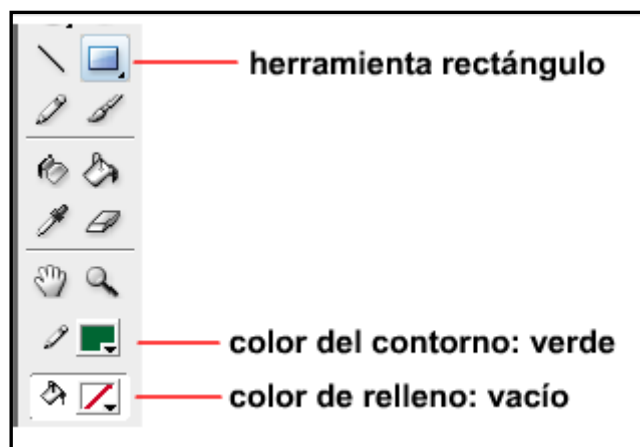 herramienta rectángulo
color del contorno: verde
color de relleno: vacío